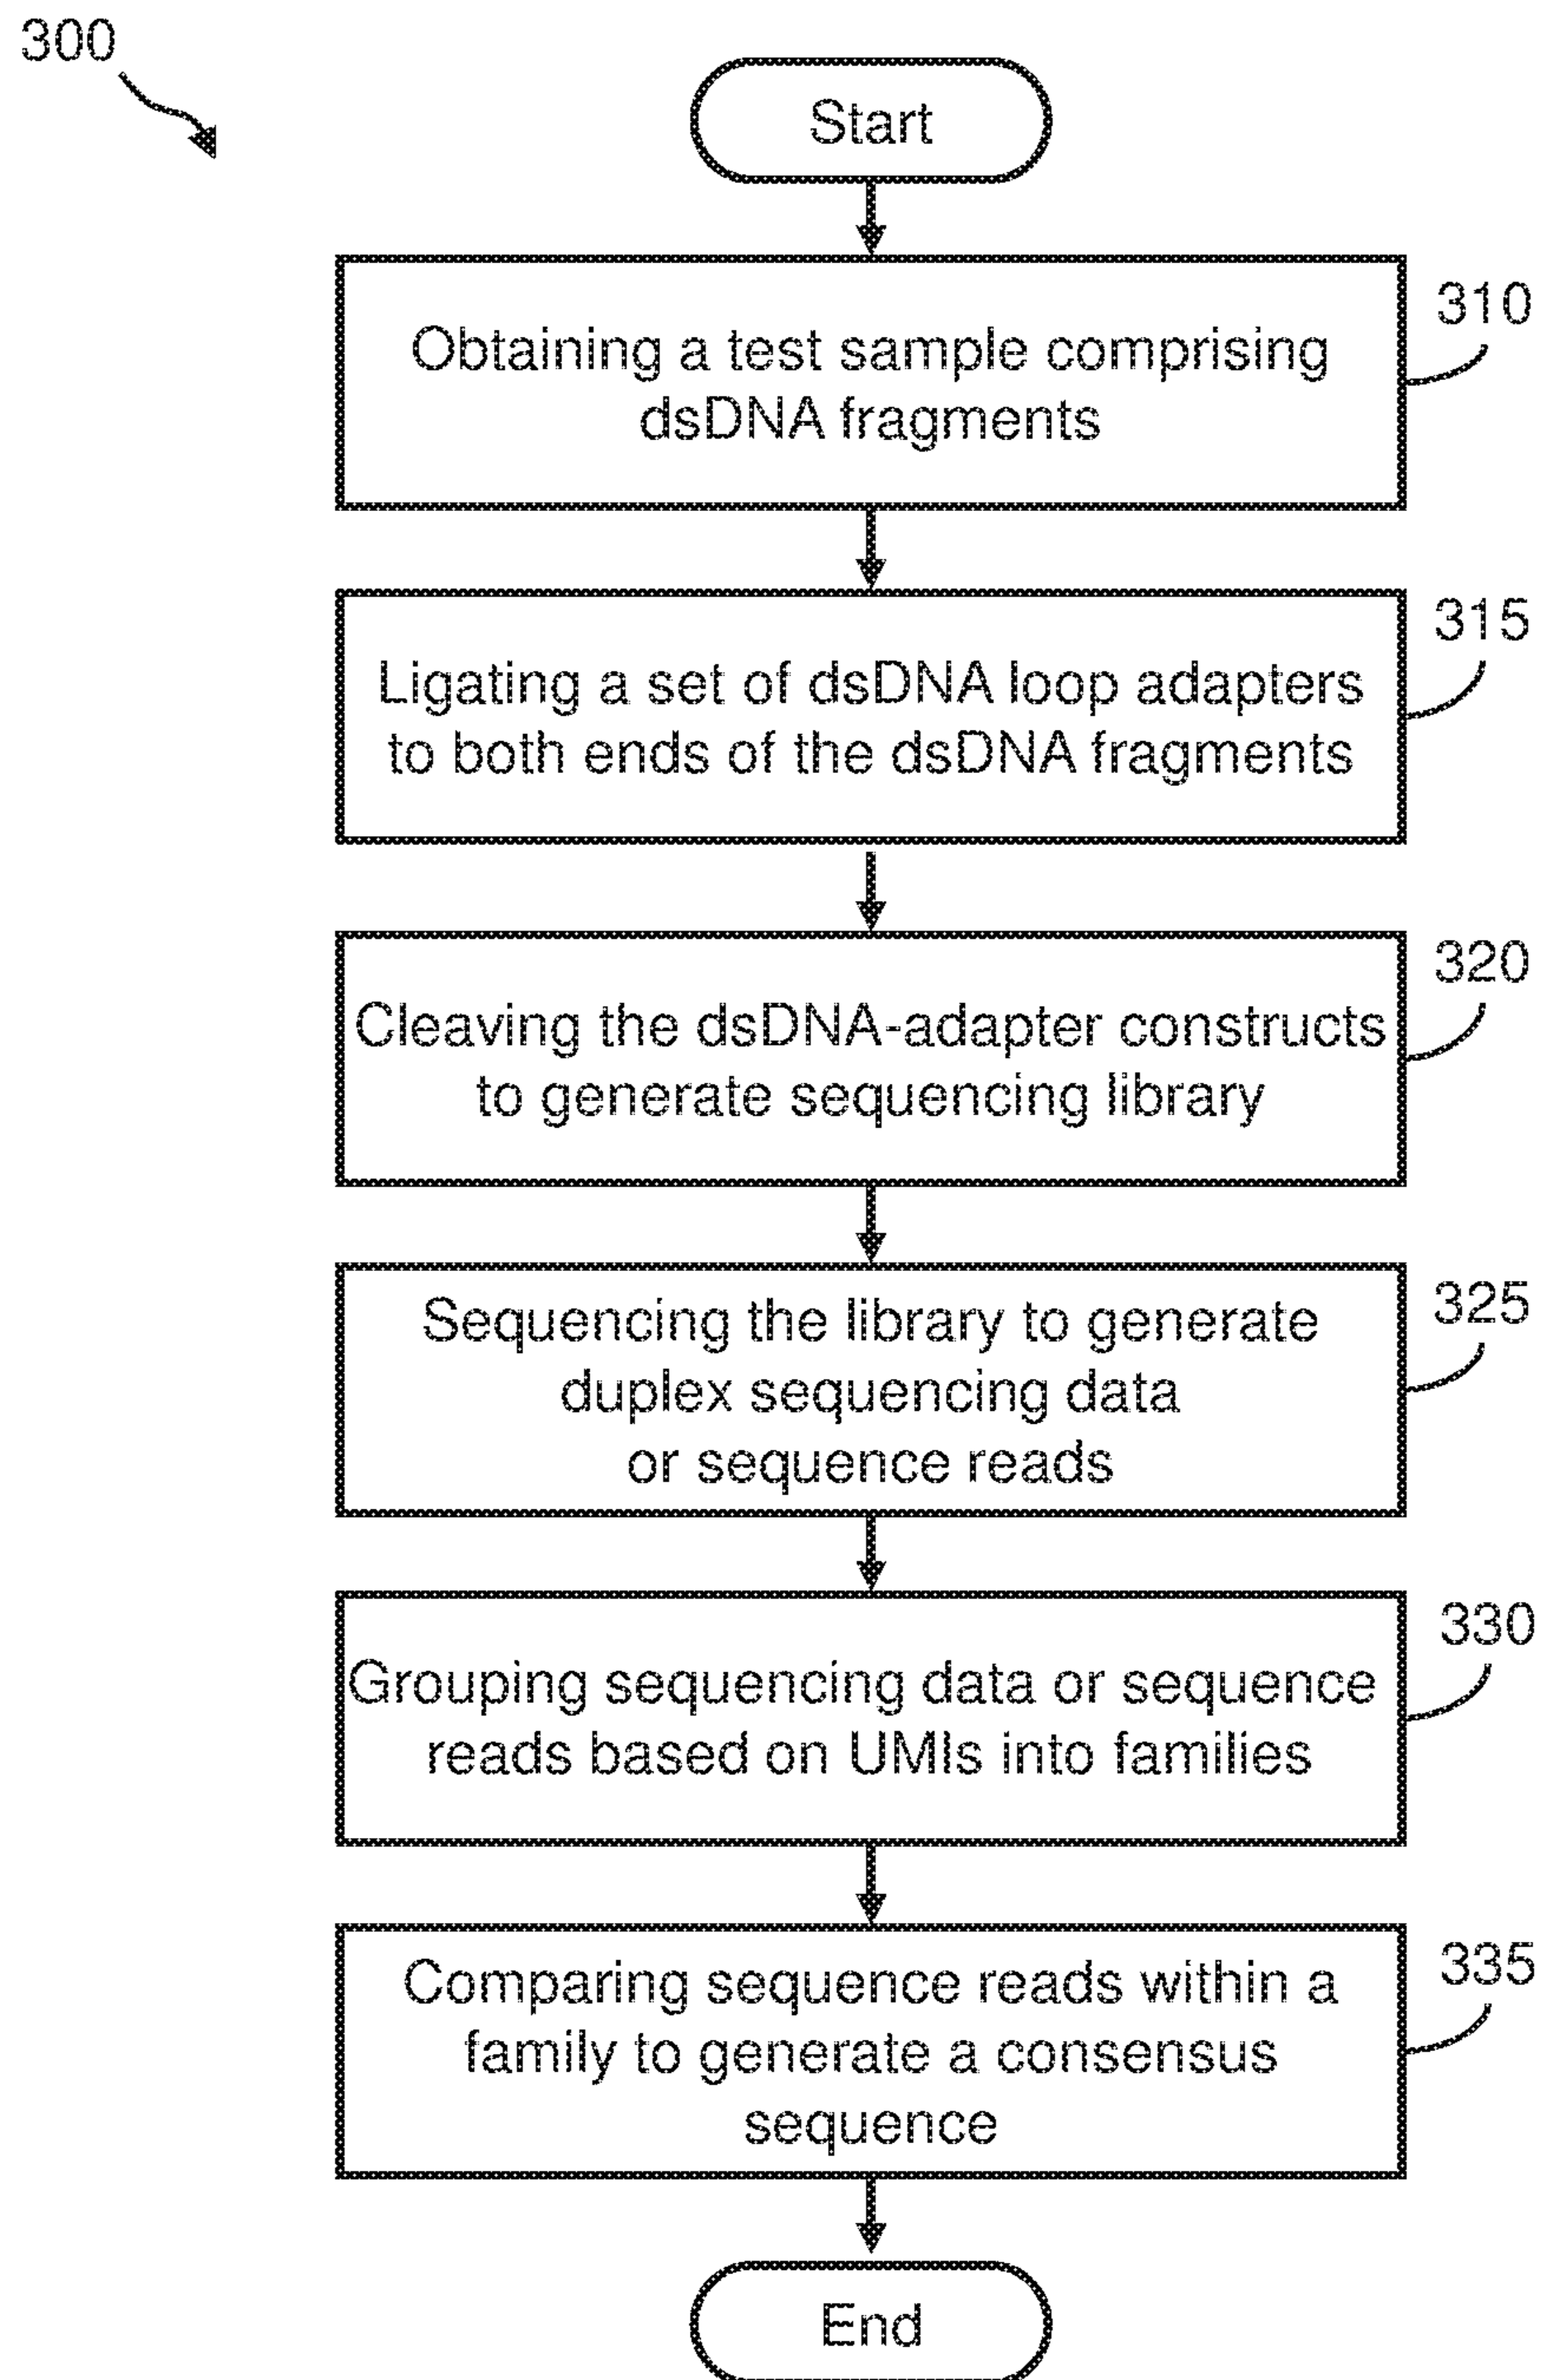 300
Start
310
Obtaining a test sample comprising
dsDNA fragments
315
Ligating a set of dsDNA loop adapters
to both ends of the dsDNA fragments
320
Cleaving the dsDNA-adapter constructs
to generate sequencing library
325
Sequencing the library to generate
duplex sequencing data
or sequence reads
330
Grouping sequencing data or sequence
reads based on UMIs into families
335
Comparing sequence reads within a
family to generate a consensus
sequence
End